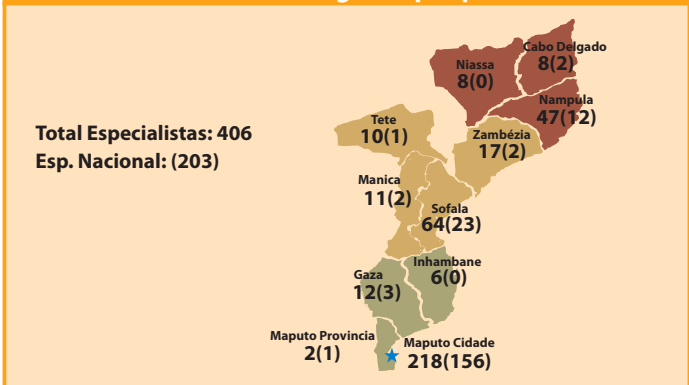 Total Especialistas: 406
Esp. Nacional: (203)
Cabo Delgado
8(2)
Niassa
8(0)
Nampula
47(12)
Tete
10(1)
Zambézia
17(2)
Manica
11(2)
Sofala
64(23)
Inhambane
6(0)
Gaza
12(3)
Maputo Provincia
2(1)
Maputo Cidade
218(156)